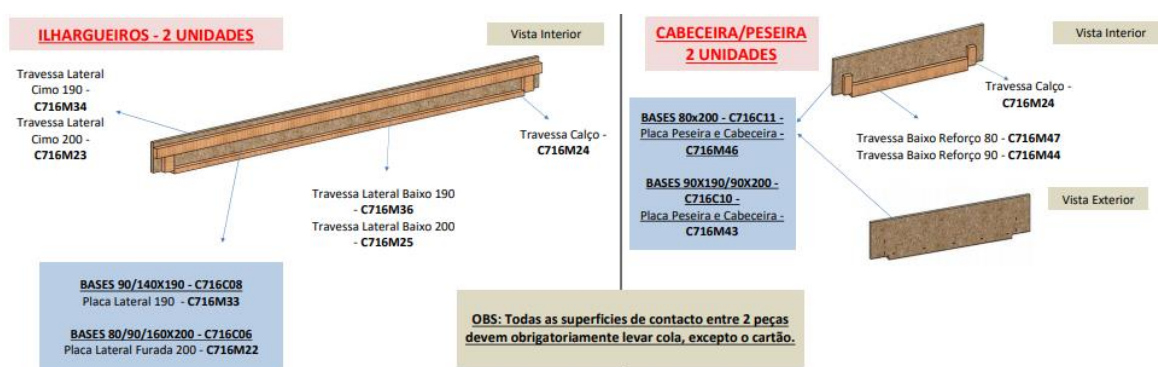 ILHARGUEIROS - 2 UNIDADES
Vista Interior
Travessa Lateral
Cimo 190 -
C716M34
Travessa Lateral
Cimo 200 -
C716M23
Travessa Calço -
C716M24
Travessa Lateral Baixo 190
- C716M36
Travessa Lateral Baixo 200
- C716M25
BASES 90/140X190 - C716C08
Placa Lateral 190 - C716M33
BASES 80/90/160X200 - C716C06
Placa Lateral Furada 200 - C716M22
CABECEIRA/PESEIRA
2 UNIDADES
Vista Interior
Travessa Calço -
C716M24
BASES 80x200 - C716C11 -
Placa Peseira e Cabeceira -
C716M46
BASES 90X190/90X200 -
C716C10 -
Placa Peseira e Cabeceira -
C716M43
Travessa Baixo Reforço 80 - C716M47
Travessa Baixo Reforço 90 - C716M44
Vista Exterior
OBS: Todas as superficies de contacto entre 2 peças
devem obrigatoriamente levar cola, excepto o cartão.